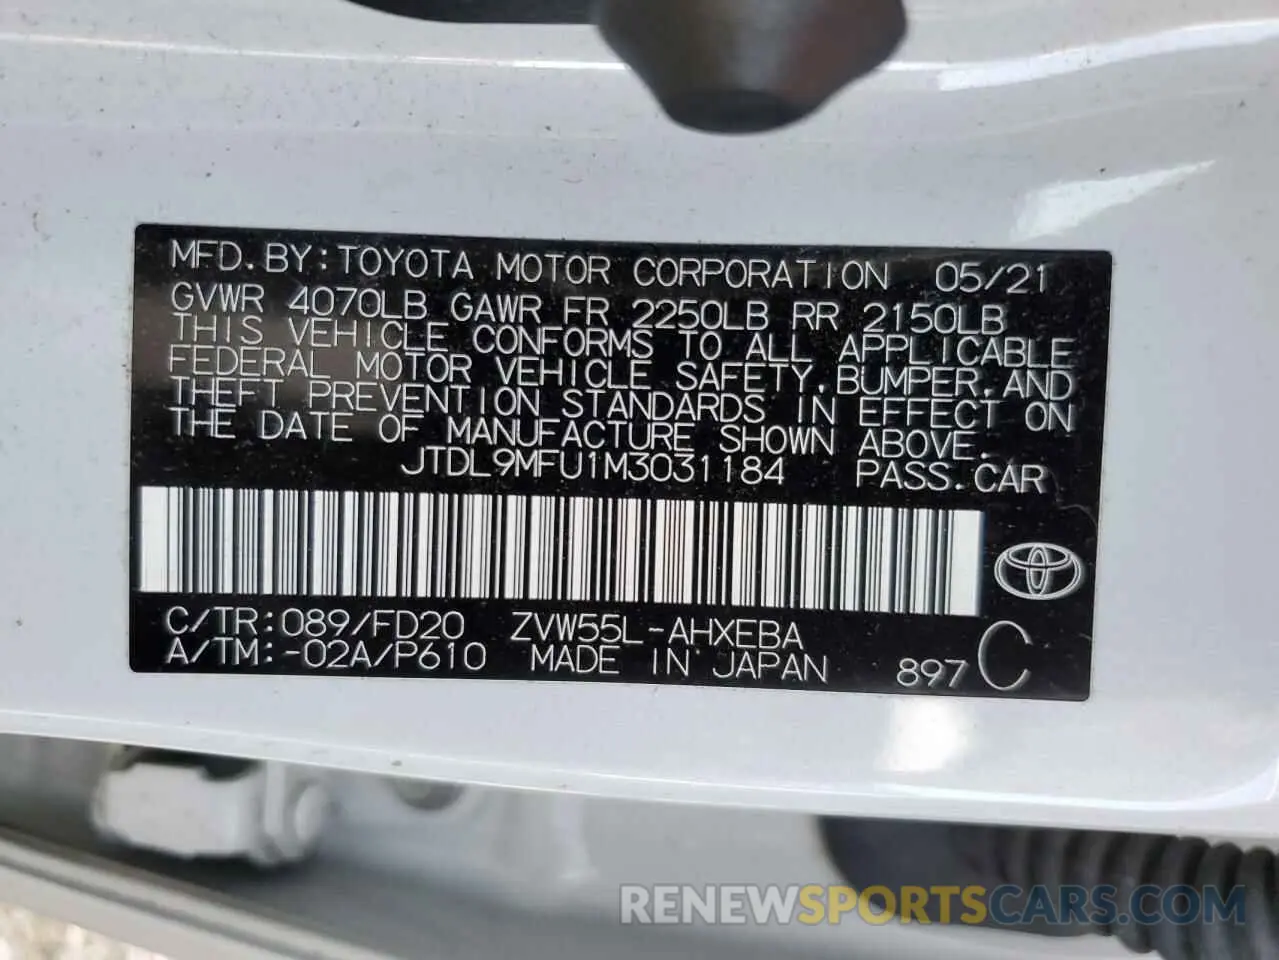 MFD.BY:TOYOTA MOTOR CORPORATION 05/21
GVWR 4070LB GAWR FR 2250LB RR 2150LB
THIS VEHICLE CONFORMS TO ALL APPLICABLE
FEDERAL MOTOR VEHICLE SAFETY,BUMPER,AND
THEFT PREVENTION STANDARDS IN EFFECT ON
THE DATE OF MANUFACTURE SHOWN ABOVE.
JTDL9MFU1M3031184 PASS.CAR
C/TR:089/FD20 ZVW55L-AHXEBA
A/TM:-02A/P610 MADE IN JAPAN 897 C
RENEWSPORTSCARS.COM